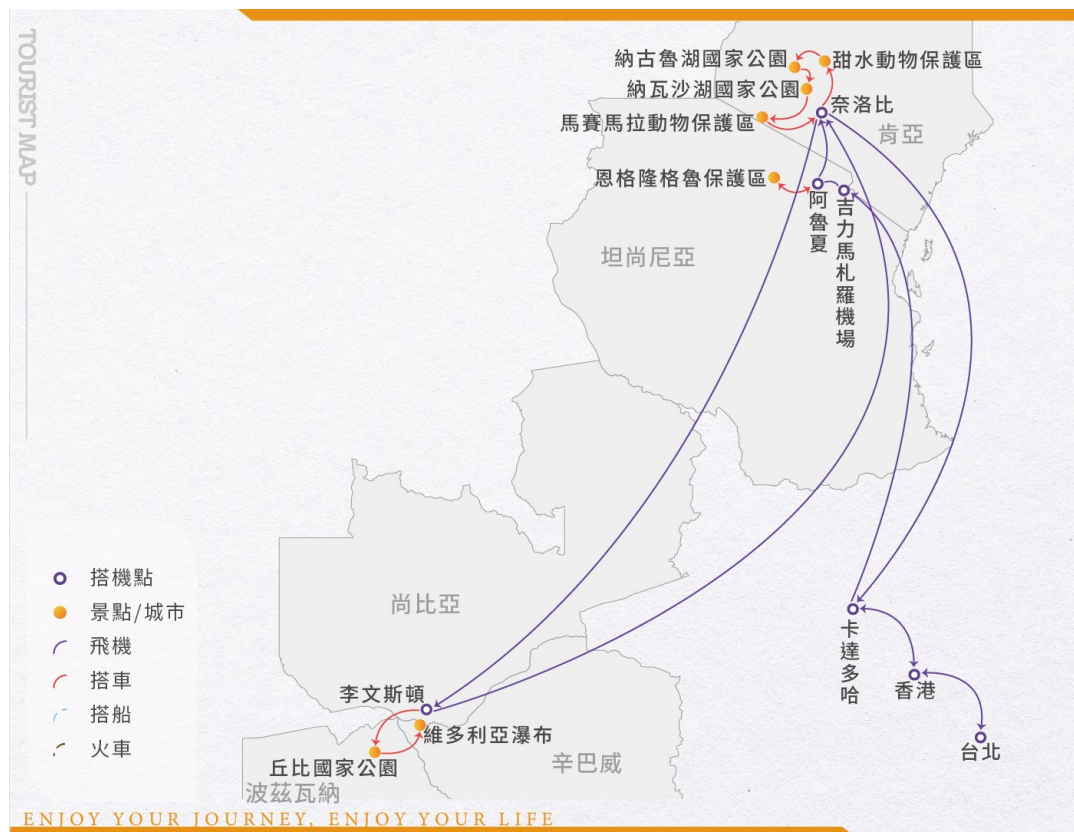 TOURIST MAP
納古魯湖國家公園
甜水動物保護區
納瓦沙湖國家公園
奈洛比
馬賽馬拉動物保護區
肯亞
恩格隆格魯保護區
阿魯夏
吉力馬札羅機場
坦尚尼亞
搭機點
景點/城市
飛機
搭車
搭船
火車
尚比亞
卡達多哈
香港
台北
李文斯頓
維多利亞瀑布
丘比國家公園
辛巴威
波茲瓦納
ENJOY YOUR JOURNEY, ENJOY YOUR LIFE